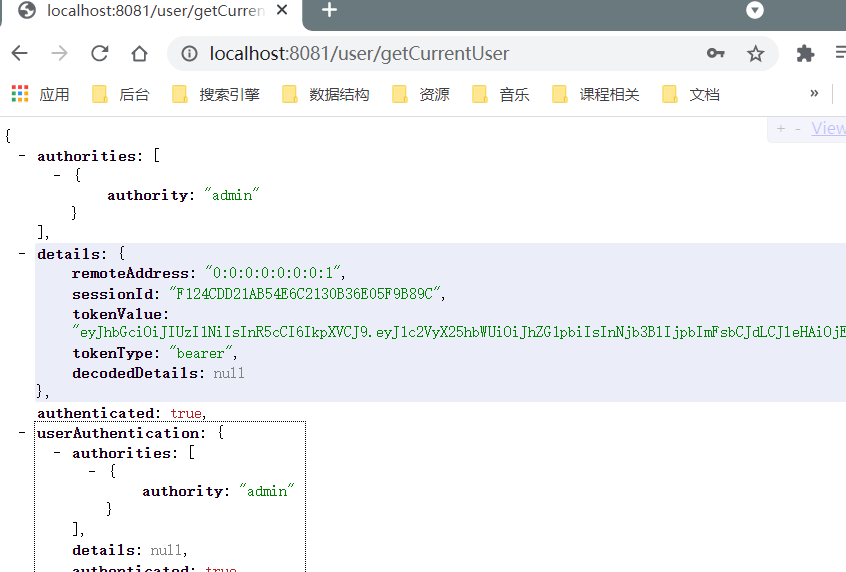 localhost:8081/user/getCurren
localhost:8081/user/getCurrentUser
应用 后台 搜索引擎 数据结构 资源 音乐 课程相关 文档 »
+ - View
{
- authorities: [
- {
authority: "admin"
}
],
- details: {
remoteAddress: "0:0:0:0:0:0:0:1",
sessionId: "F124CDD21AB54E6C2130B36E05F9B89C",
tokenValue:
"eyJhbGciOiJIUzI1NiIsInR5cCI6IkpXVCJ9.eyJ1c2VyX25hbWUiOiJhZG1pbiIsInNjb3B1IjpbImFsbCJdLCJ1eHAiOjE
tokenType: "bearer",
decodedDetails: null
},
authenticated: true,
- userAuthentication: {
- authorities: [
- {
authority: "admin"
}
],
details: null,
authenticated: true